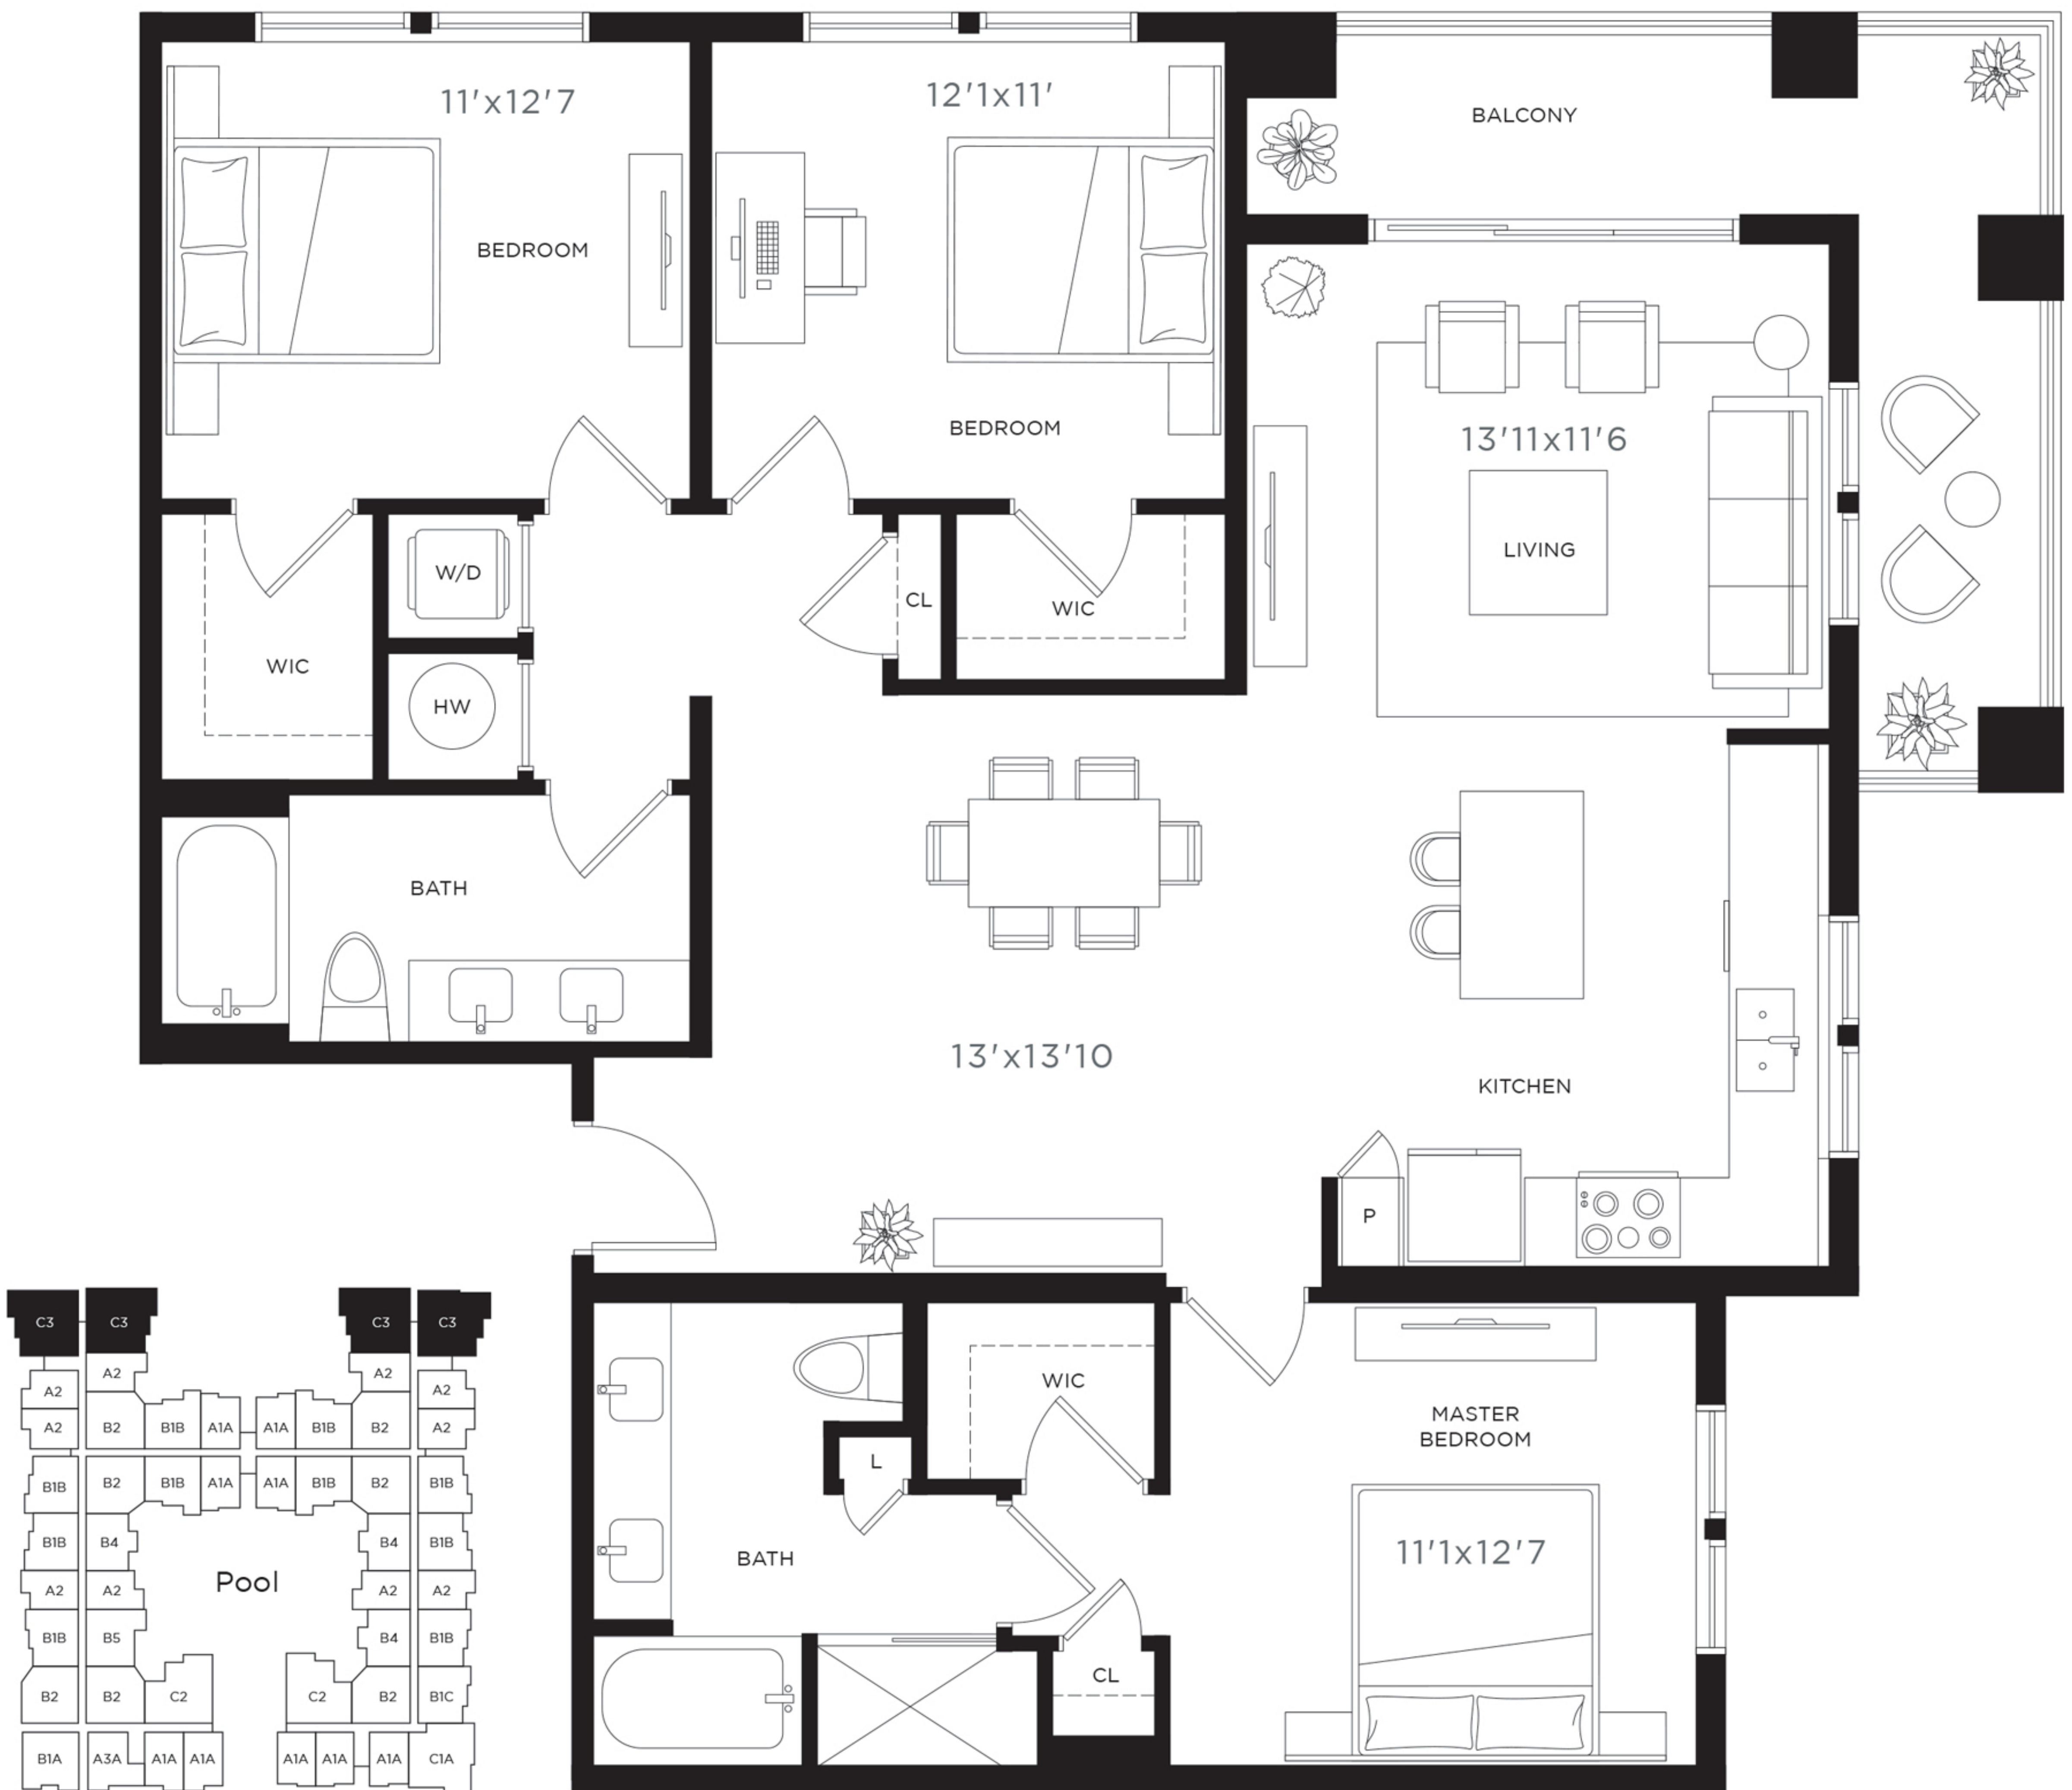 11'x12'7
12'1x11'
BALCONY
BEDROOM
BEDROOM
13'11x11'6
LIVING
W/D
CL
WIC
WIC
HW
BATH
13'x13'10
KITCHEN
P
WIC
MASTER
BEDROOM
L
BATH
11'1x12'7
CL
C3 C3 C3 C3
A2 A2
A2 A2
A2 B2 B1B A1A A1A B1B B2 A2
B1B B2 B1B A1A A1A B1B B2 B1B
B1B B4 B4 B1B
Pool
A2 A2 A2 A2
B1B B5 B4 B1B
B2 B2 C2 C2 B2 B1C
B1A A3A A1A A1A A1A A1A A1A C1A